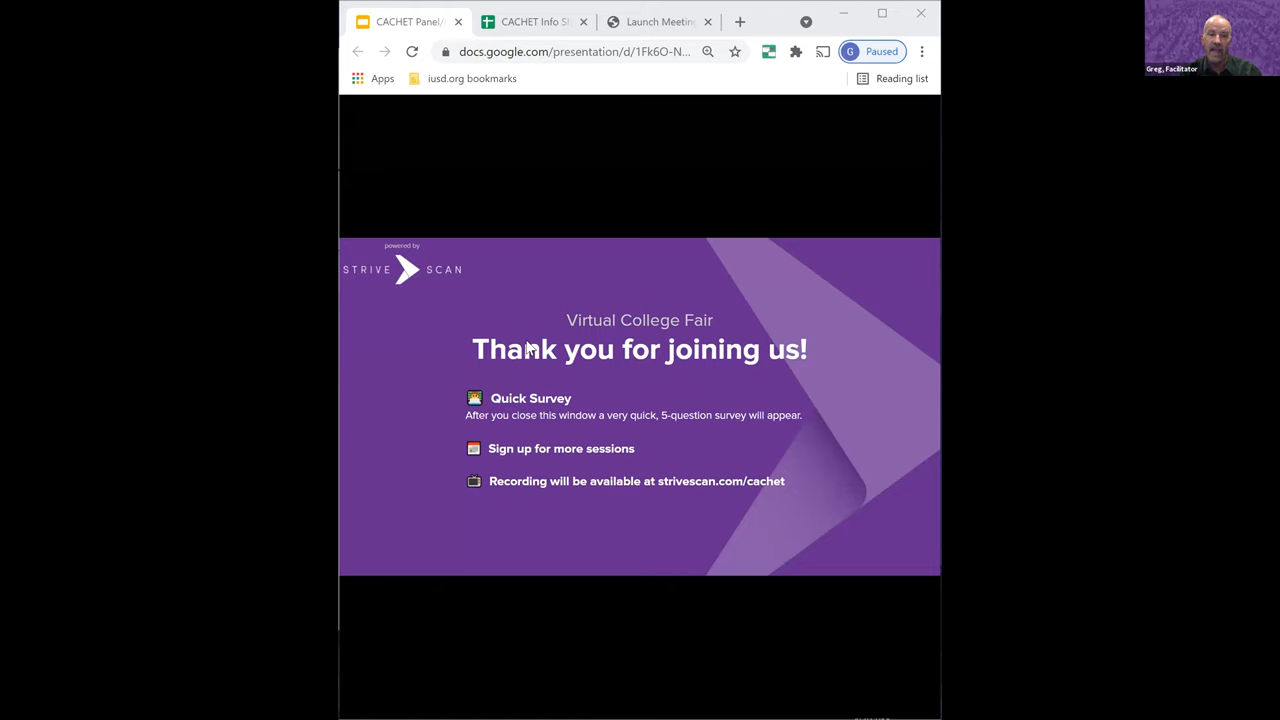 CACHET Panel/
CACHET Info S
Launch Meeting
docs.google.com/presentation/d/1Fk6O-N...
G Paused
Apps
iusd.org bookmarks
Reading list
Greg, Facilitator
powered by
STRIVE SCAN
Virtual College Fair
Thank you for joining us!
Quick Survey
After you close this window a very quick, 5-question survey will appear.
Sign up for more sessions
Recording will be available at strivescan.com/cachet